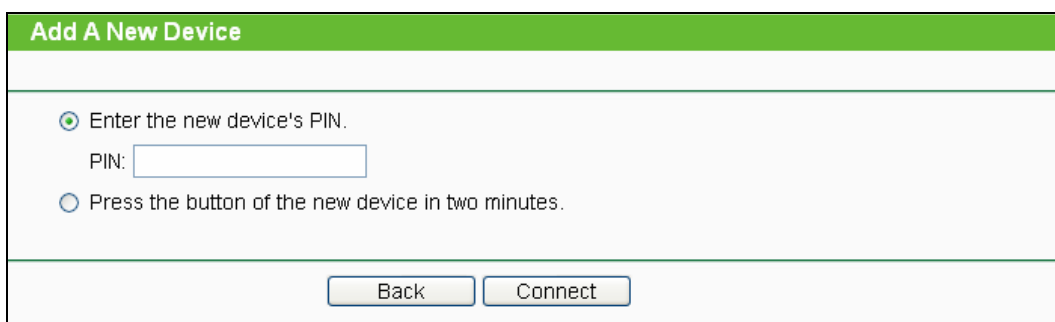 Add A New Device
Enter the new device's PIN.
PIN:
Press the button of the new device in two minutes.
Back Connect